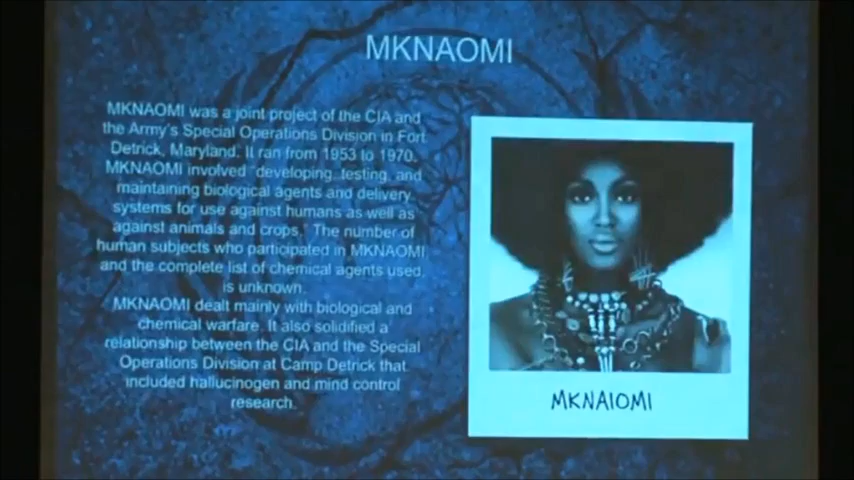 MKNAOMI
MKNAOMI was a joint project of the CIA and
the Army's Special Operations Division in Fort
Detrick, Maryland. It ran from 1953 to 1970.
MKNAOMI involved "developing, testing, and
maintaining biological agents and delivery
systems for use against humans as well as
against animals and crops." The number of
human subjects who participated in MKNAOMI
and the complete list of chemical agents used,
is unknown.
MKNAOMI dealt mainly with biological and
chemical warfare. It also solidified a
relationship between the CIA and the Special
Operations Division at Camp Detrick that
included hallucinogen and mind control
research.
MKNAIOMI